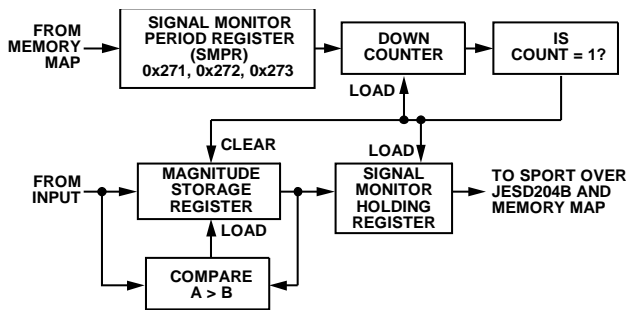 FROM
MEMORY
MAP
SIGNAL MONITOR
PERIOD REGISTER
(SMPR)
0x271, 0x272, 0x273
DOWN
COUNTER
IS
COUNT = 1?
LOAD
CLEAR
LOAD
FROM
INPUT
MAGNITUDE
STORAGE
REGISTER
SIGNAL
MONITOR
HOLDING
REGISTER
TO SPORT OVER
JESD204B AND
MEMORY MAP
LOAD
COMPARE
A > B